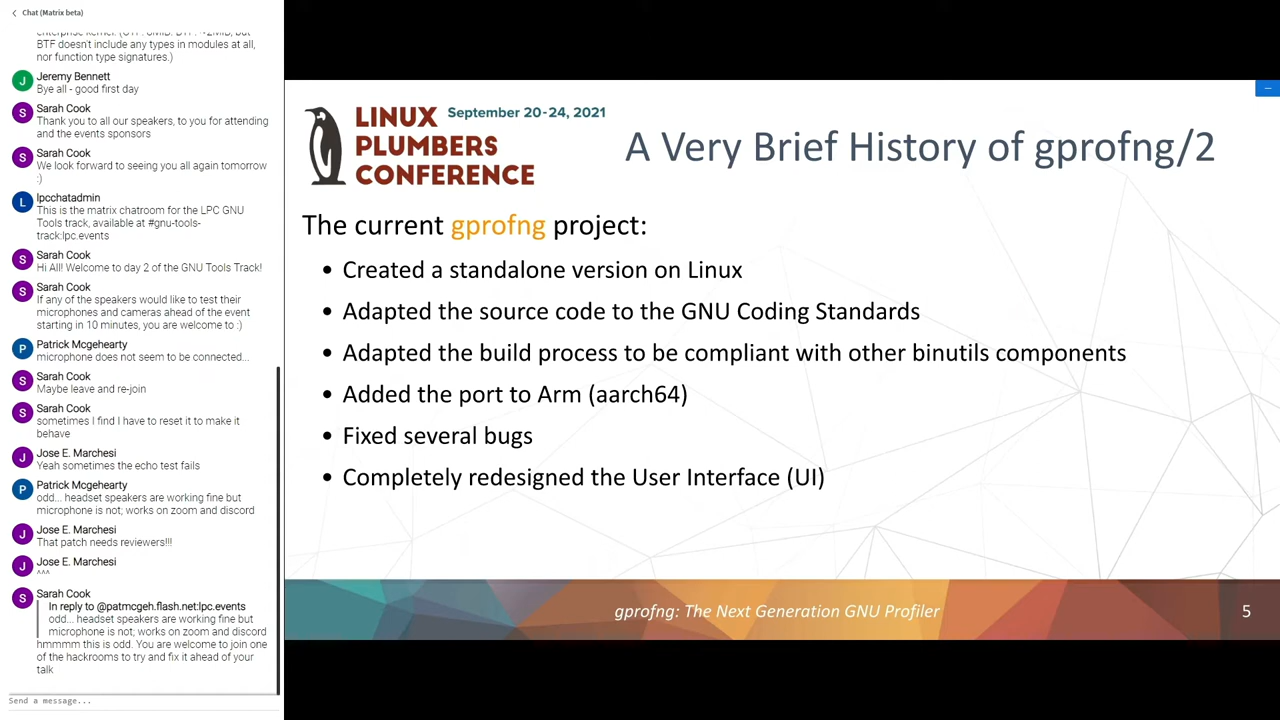 Chat (Matrix beta)
BTF doesn't include any types in modules at all,
nor function type signatures.)
Jeremy Bennett
Bye all - good first day
Sarah Cook
Thank you to all our speakers, to you for attending
and the events sponsors
Sarah Cook
We look forward to seeing you all again tomorrow
:)
lpcchatadmin
This is the matrix chatroom for the LPC GNU
Tools track, available at #gnu-tools-
track:lpc.events
Sarah Cook
Hi All! Welcome to day 2 of the GNU Tools Track!
Sarah Cook
If any of the speakers would like to test their
microphones and cameras ahead of the event
starting in 10 minutes, you are welcome to :)
Patrick Mcgehearty
microphone does not seem to be connected...
Sarah Cook
Maybe leave and re-join
Sarah Cook
sometimes I find I have to reset it to make it
behave
Jose E. Marchesi
Yeah sometimes the echo test fails
Patrick Mcgehearty
odd... headset speakers are working fine but
microphone is not; works on zoom and discord
Jose E. Marchesi
That patch needs reviewers!!!
Jose E. Marchesi
^^^
Sarah Cook
In reply to @patmcgeh.flash.net:lpc.events
odd... headset speakers are working fine but
microphone is not; works on zoom and discord
hmmmm this is odd. You are welcome to join one
of the hackrooms to try and fix it ahead of your
talk
Send a message...
LINUX
PLUMBERS
CONFERENCE
September 20-24, 2021
A Very Brief History of gprofng/2
The current gprofng project:
• Created a standalone version on Linux
• Adapted the source code to the GNU Coding Standards
• Adapted the build process to be compliant with other binutils components
• Added the port to Arm (aarch64)
• Fixed several bugs
• Completely redesigned the User Interface (UI)
gprofng: The Next Generation GNU Profiler
5
J
S
S
L
S
S
P
S
S
J
P
J
J
S